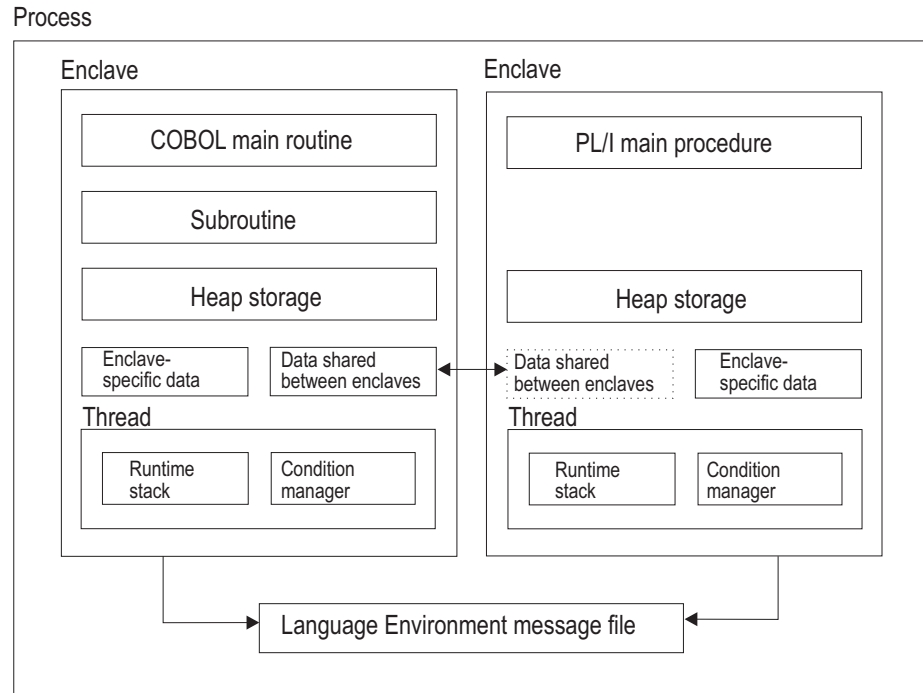 Process
Enclave
COBOL main routine
Subroutine
Heap storage
Enclave-
specific data
Data shared
between enclaves
Thread
Runtime
stack
Condition
manager
Enclave
PL/I main procedure
Heap storage
Data shared
between enclaves
Enclave-
specific data
Thread
Runtime
stack
Condition
manager
Language Environment message file